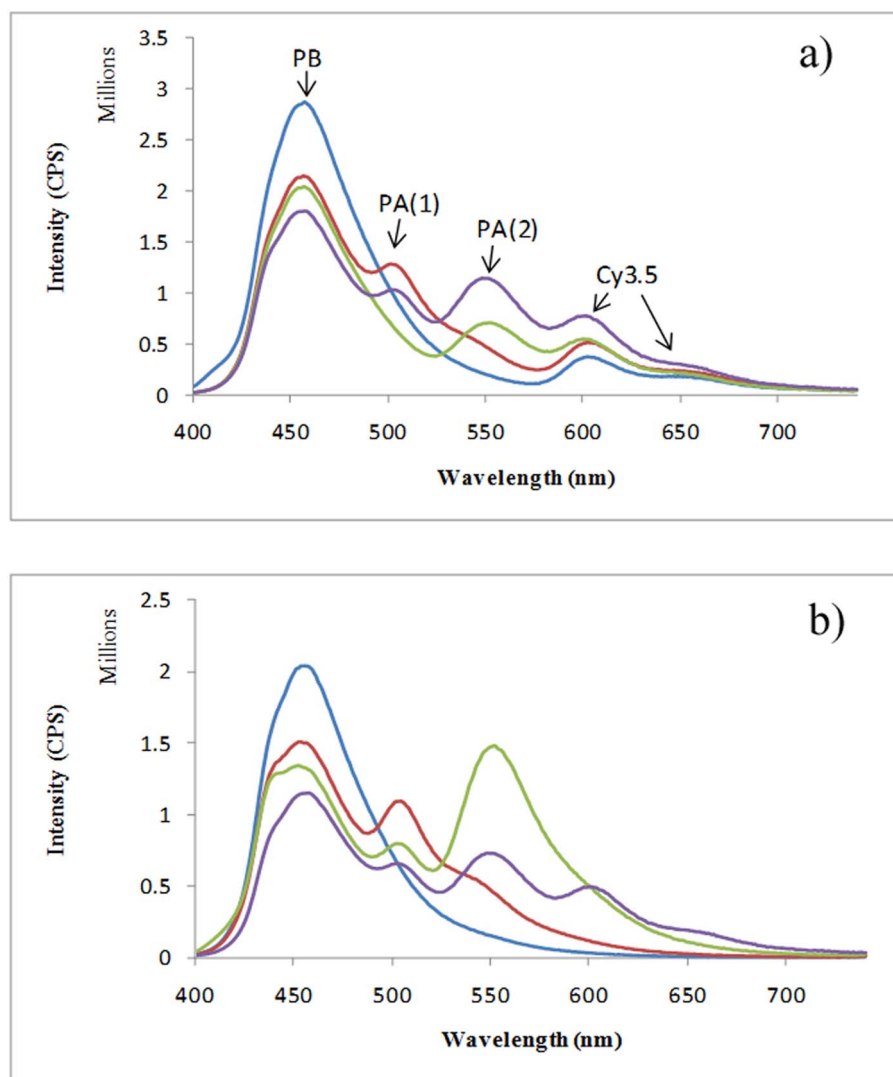 a)
Millions
Intensity (CPS)
3.5
3
2.5
2
1.5
1
0.5
0
PB
PA(1)
PA(2)
Cy3.5
400 450 500 550 600 650 700
Wavelength (nm)
b)
Millions
Intensity (CPS)
2.5
2
1.5
1
0.5
0
400 450 500 550 600 650 700
Wavelength (nm)